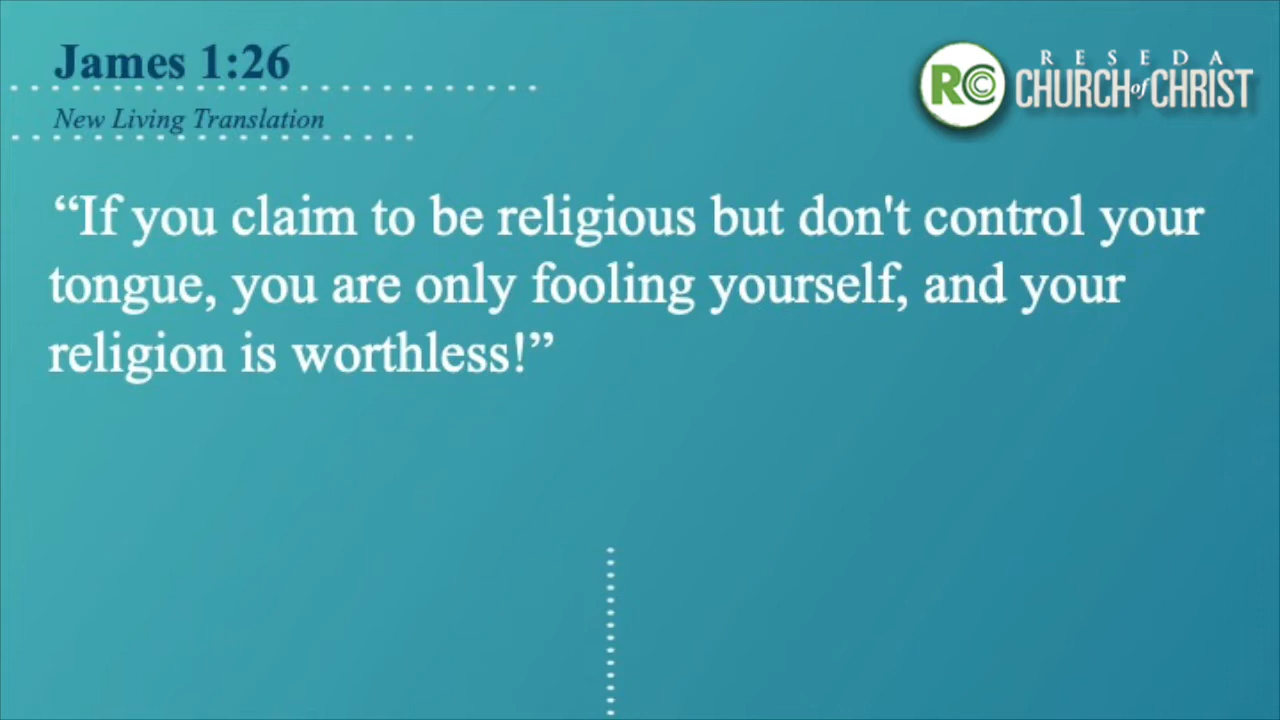 James 1:26
New Living Translation
RC
RESEDA
CHURCH of CHRIST
“If you claim to be religious but don't control your
tongue, you are only fooling yourself, and your
religion is worthless!”